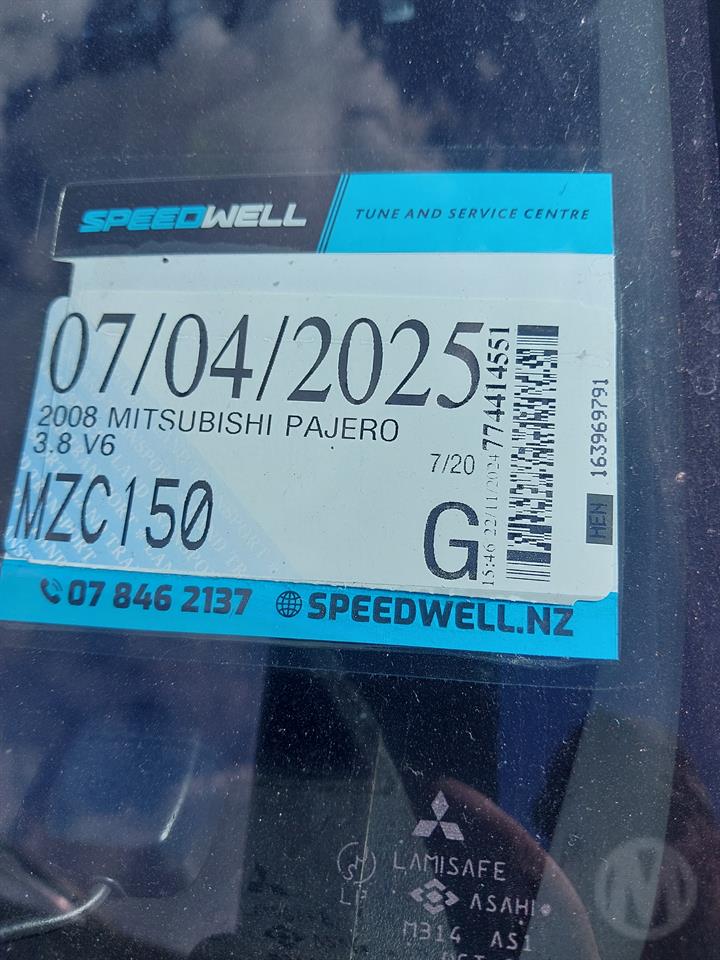 SPEEDWELL TUNE AND SERVICE CENTRE
07/04/2025
2008 MITSUBISHI PAJERO
3.8 V6
7/20
MZC150
G
15:46 22/11/2024 774414551
HEN 163969791
07 846 2137 SPEEDWELL.NZ
LAMISAFE
ASAHI
M314 AS1
M